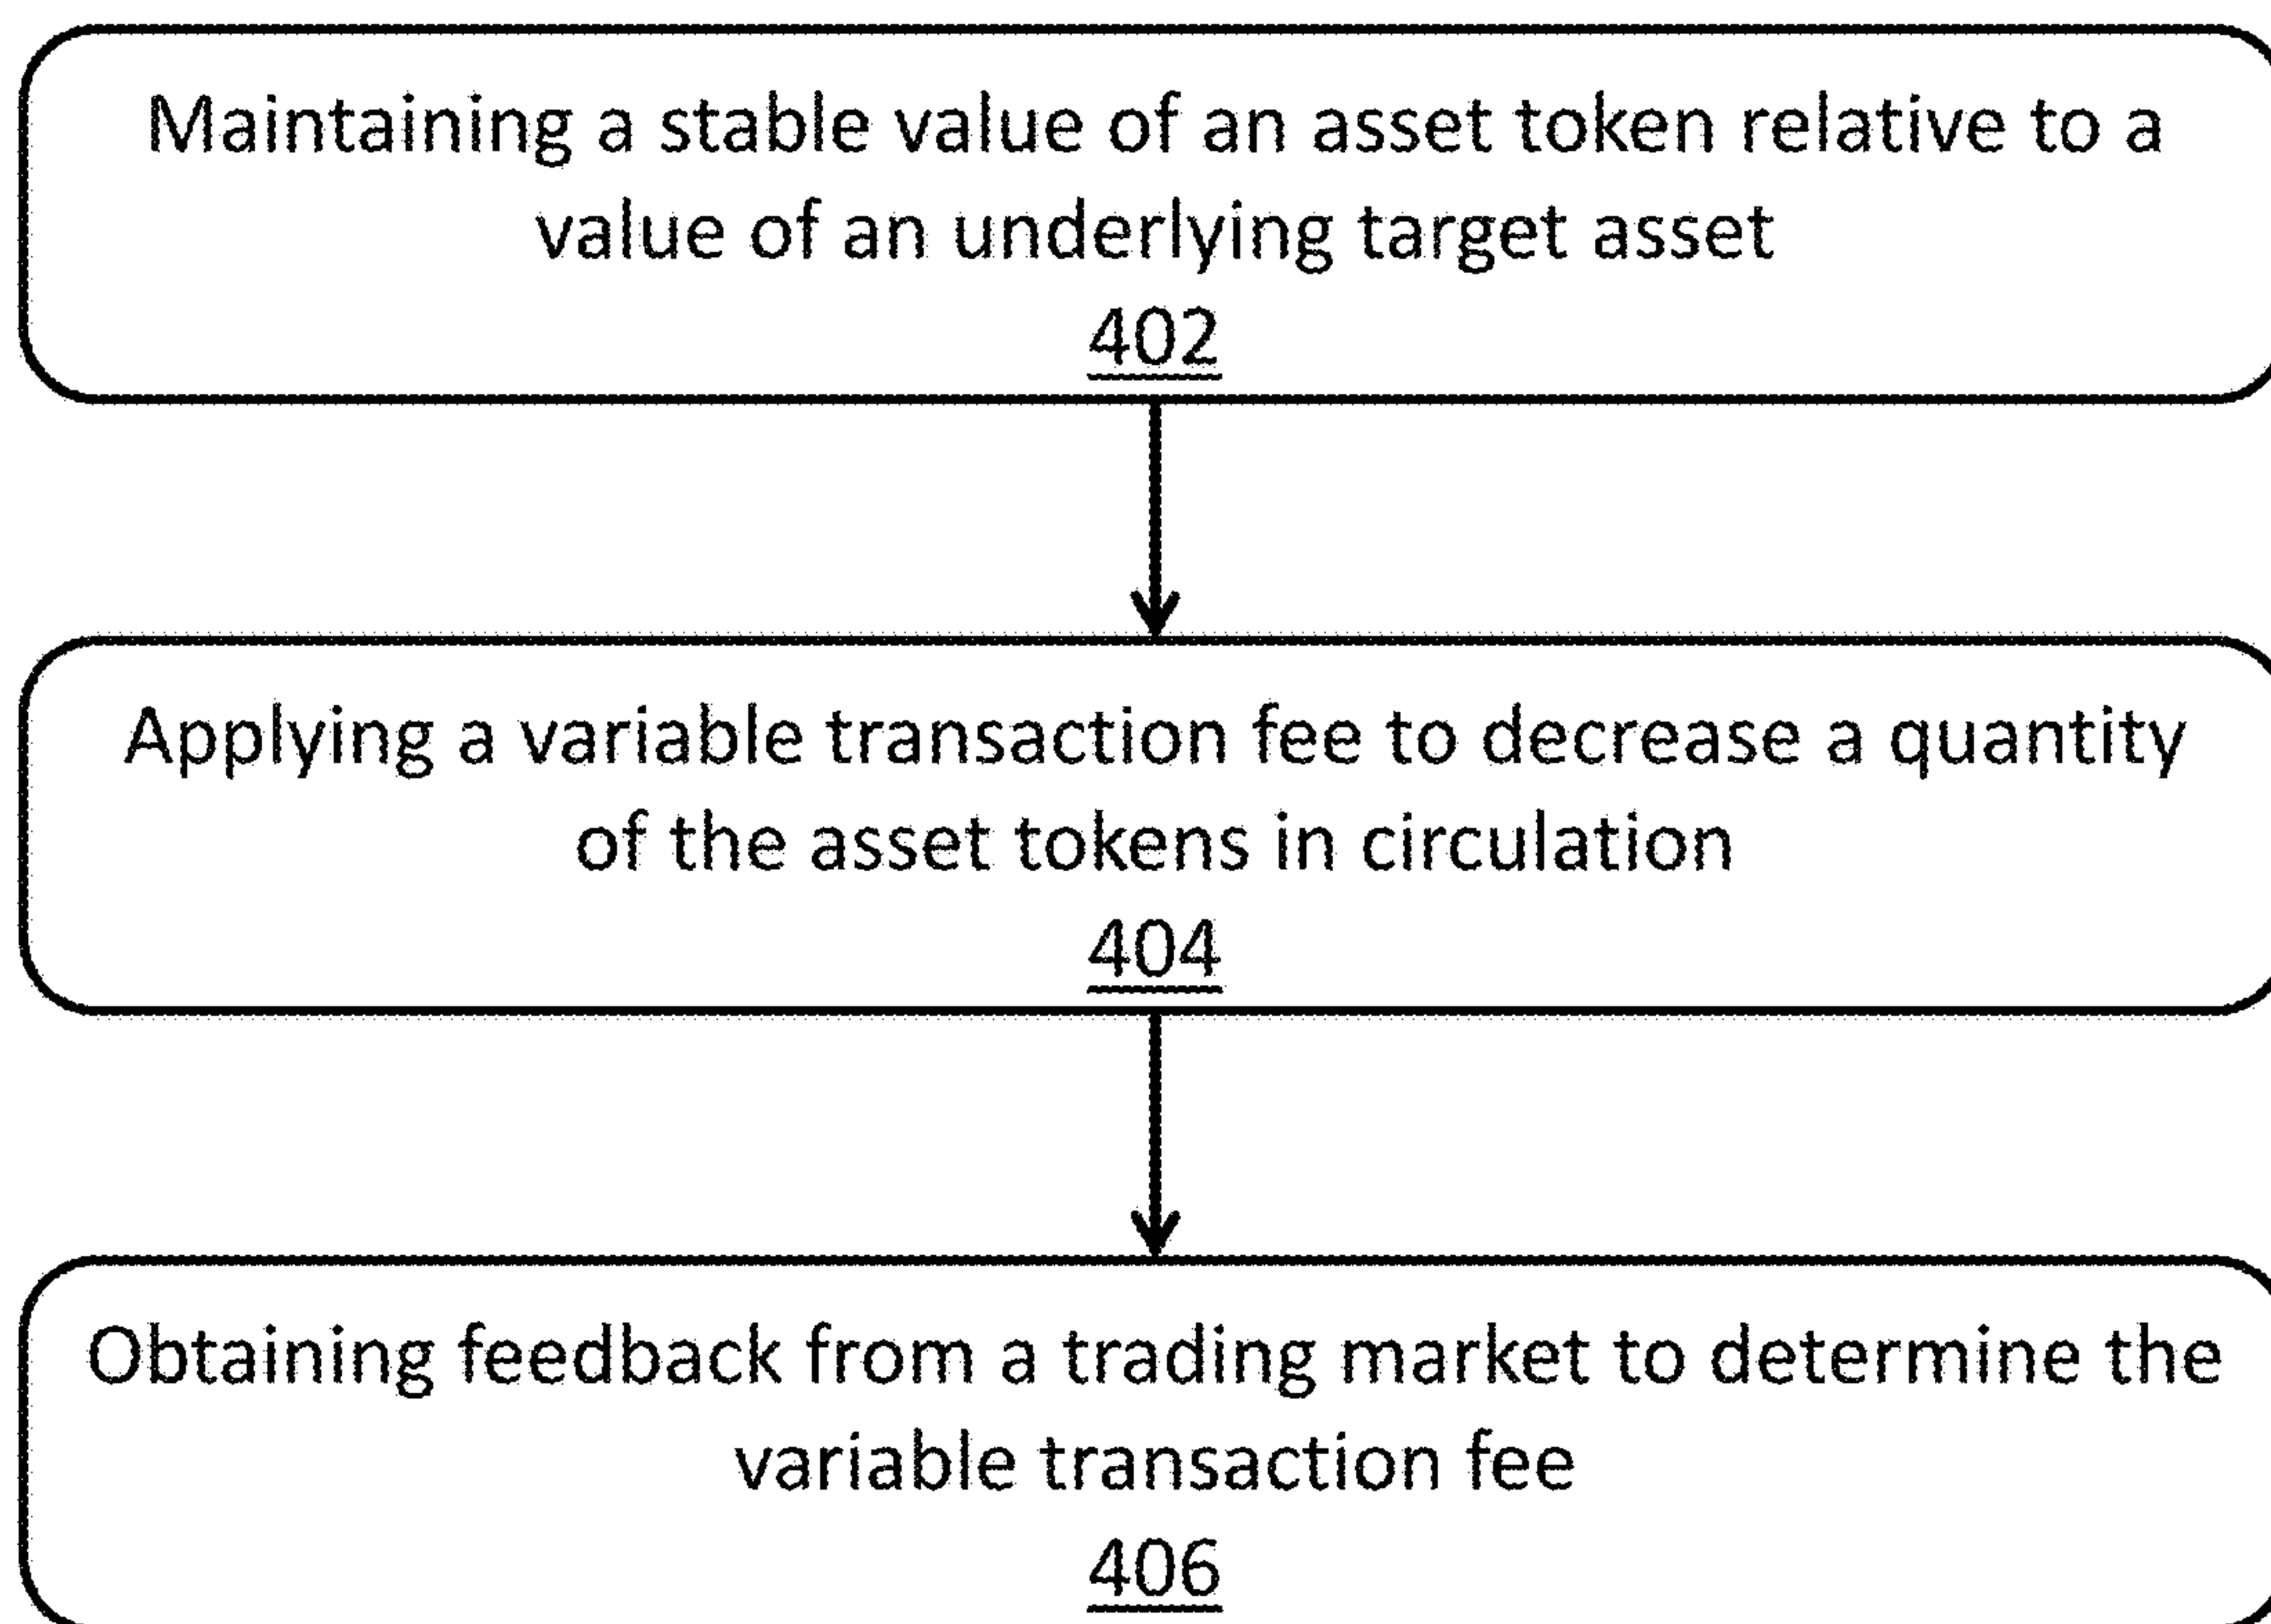 Maintaining a stable value of an asset token relative to a
value of an underlying target asset
402
Applying a variable transaction fee to decrease a quantity
of the asset tokens in circulation
404
Obtaining feedback from a trading market to determine the
variable transaction fee
406